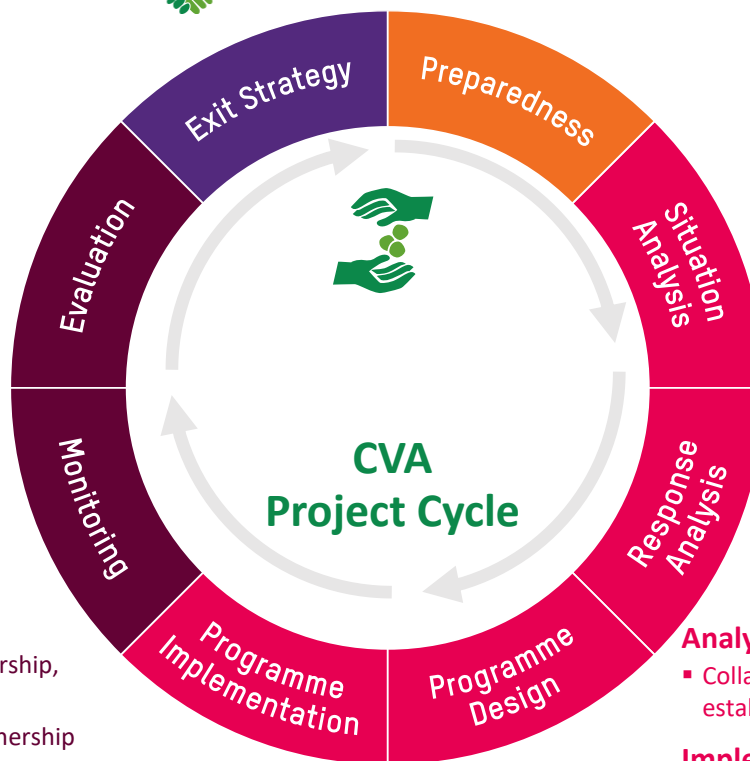 Exit Strategy
Preparedness
Situation
Analysis
Response
Analysis
Programme
Design
Programme
Implementation
Monitoring
Evaluation
CVA
Project Cycle